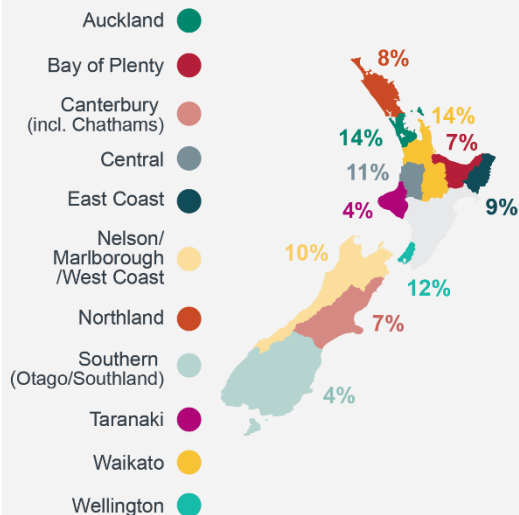 Auckland
Bay of Plenty
Canterbury
(incl. Chathams)
Central
East Coast
Nelson/
Marlborough
/West Coast
Northland
Southern
(Otago/Southland)
Taranaki
Waikato
Wellington
8%
14%
14%
7%
11%
9%
4%
10%
12%
7%
4%